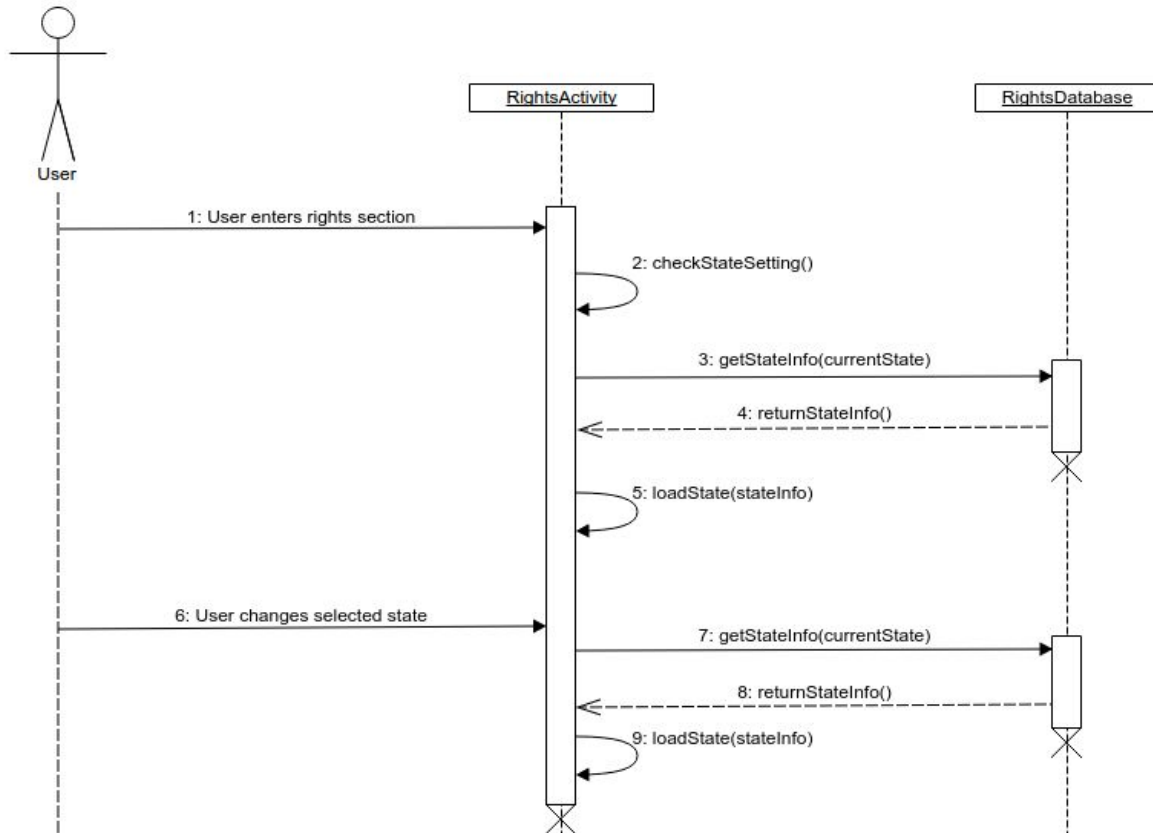 RightsActivity
RightsDatabase
User
1: User enters rights section
2: checkStateSetting()
3: getStateInfo(currentState)
4: returnStateInfo()
5: loadState(stateInfo)
6: User changes selected state
7: getStateInfo(currentState)
8: returnStateInfo()
9: loadState(stateInfo)